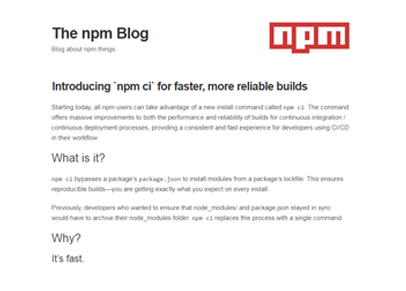 The npm Blog
Blog about npm things.
npm
Introducing `npm ci` for faster, more reliable builds
Starting today, all npm users can take advantage of a new install command called npm ci. The command
offers massive improvements to both the performance and reliability of builds for continuous integration /
continuous deployment processes, providing a consistent and fast experience for developers using CI/CD
in their workflow.
What is it?
npm ci bypasses a package's package.json to install modules from a package's lockfile. This ensures
reproducible builds—you are getting exactly what you expect on every install.
Previously, developers who wanted to ensure that node_modules/ and package.json stayed in sync
would have to archive their node_modules folder. npm ci replaces this process with a single command.
Why?
It's fast.